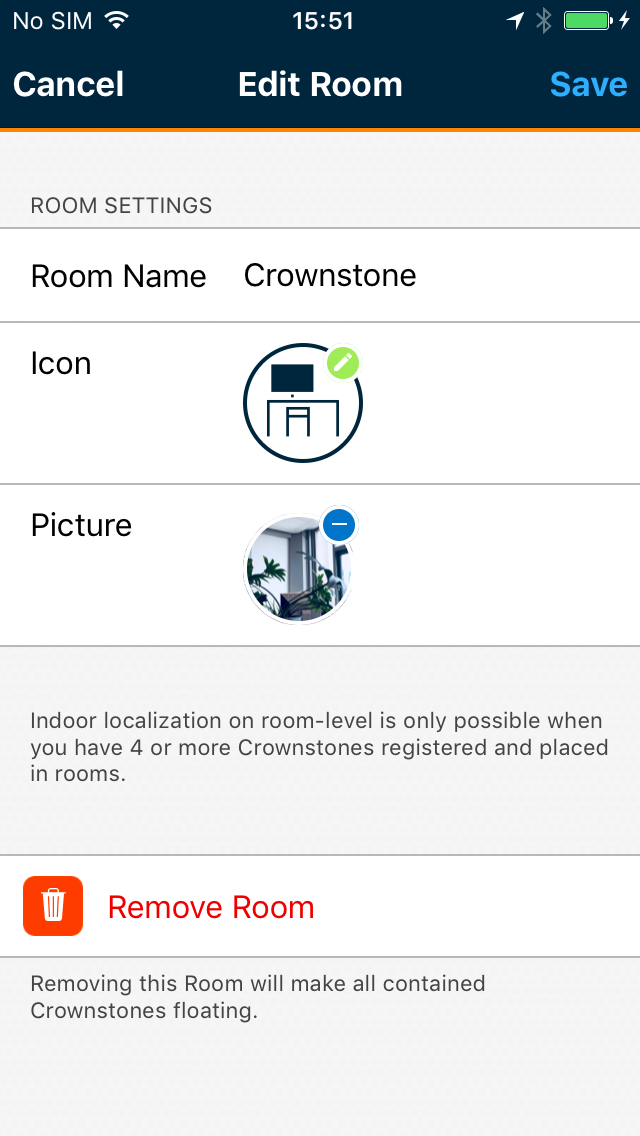 No SIM 15:51
Cancel Edit Room Save
ROOM SETTINGS
Room Name Crownstone
Icon
Picture
Indoor localization on room-level is only possible when
you have 4 or more Crownstones registered and placed
in rooms.
Remove Room
Removing this Room will make all contained
Crownstones floating.